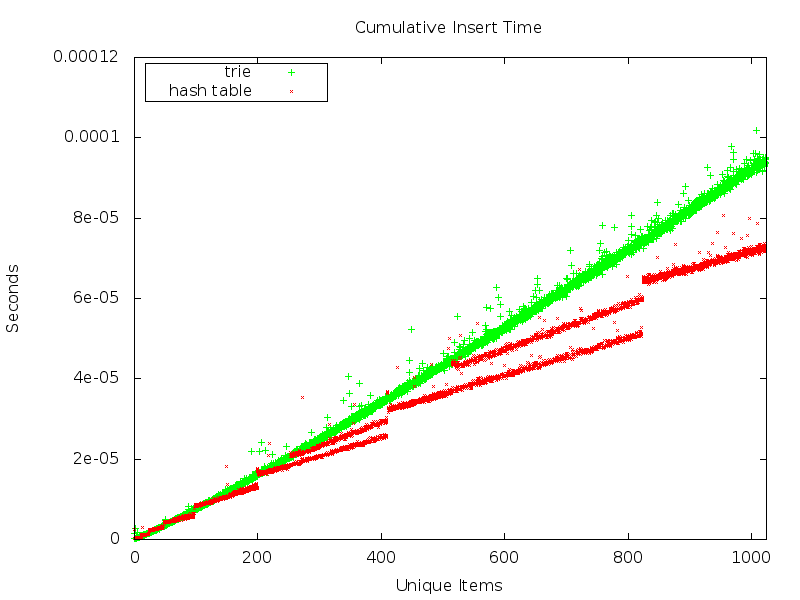 Cumulative Insert Time
0.00012
0.0001
8e-05
6e-05
4e-05
2e-05
0
trie
hash table
Seconds
0 200 400 600 800 1000
Unique Items